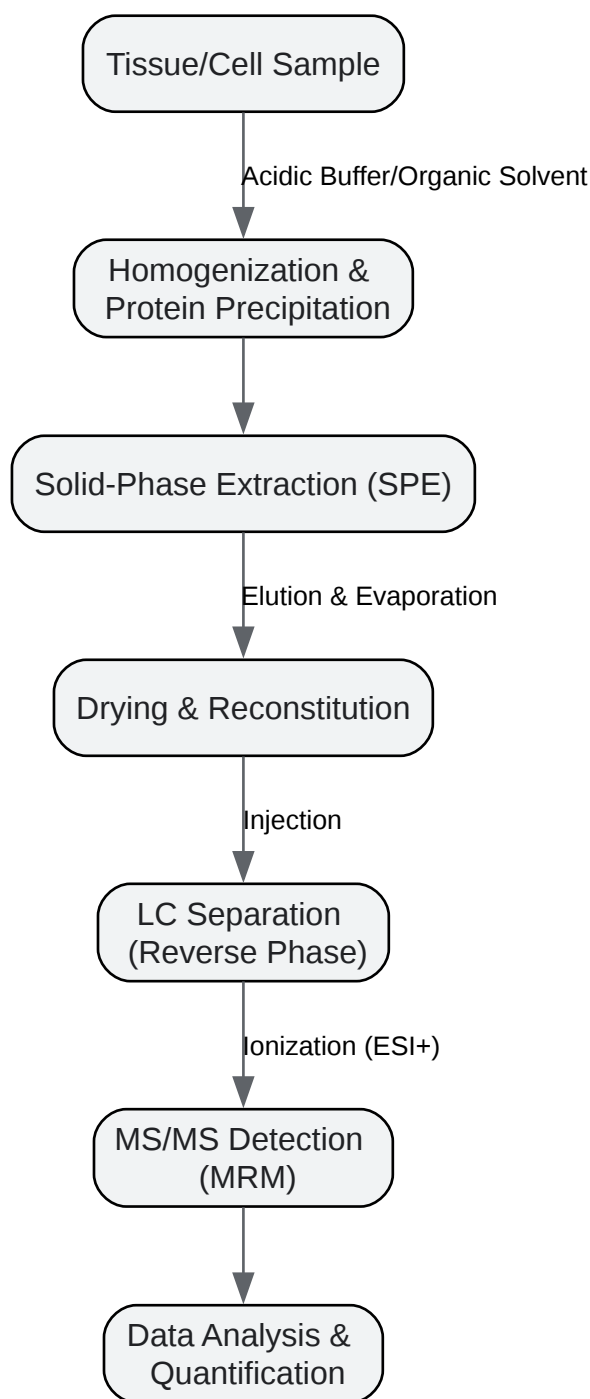 Tissue/Cell Sample
Acidic Buffer/Organic Solvent
Homogenization &
Protein Precipitation
Solid-Phase Extraction (SPE)
Elution & Evaporation
Drying & Reconstitution
Injection
LC Separation
(Reverse Phase)
Ionization (ESI+)
MS/MS Detection
(MRM)
Data Analysis &
Quantification